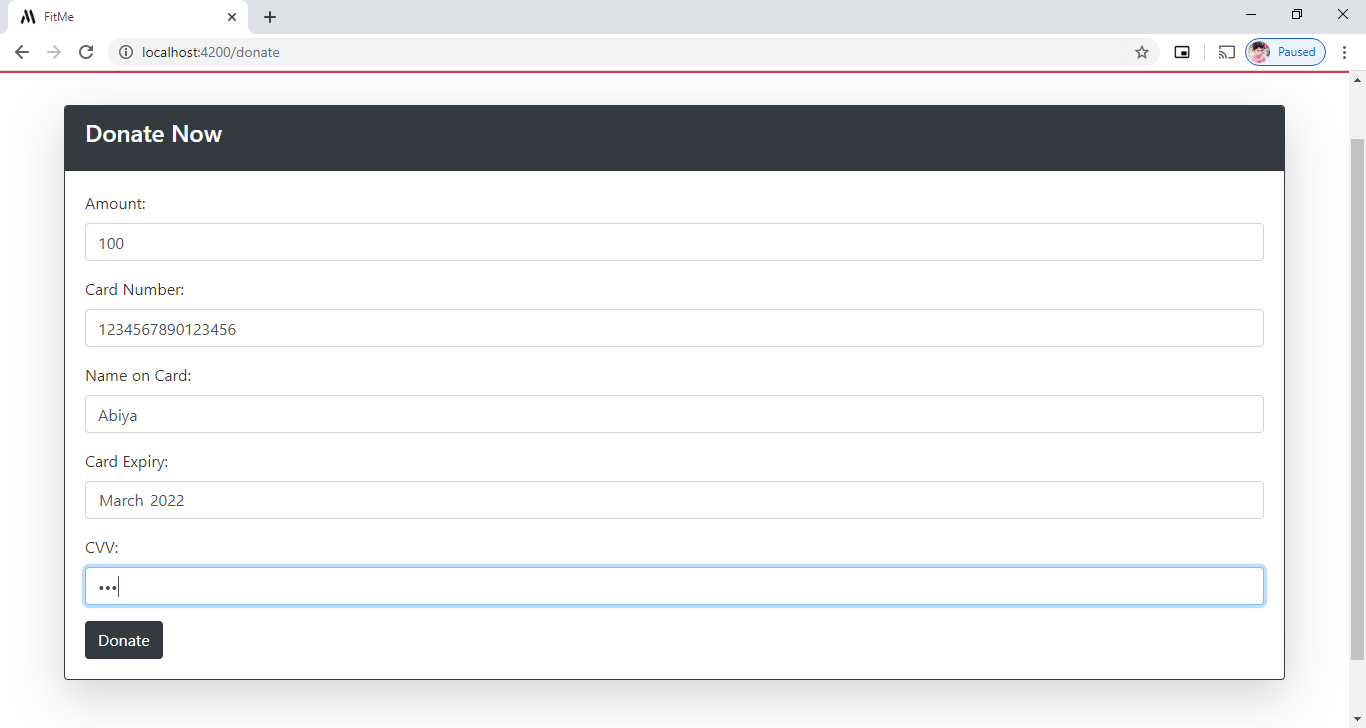 FitMe
localhost:4200/donate
Paused
Donate Now
Amount:
100
Card Number:
1234567890123456
Name on Card:
Abiya
Card Expiry:
March 2022
CVV:
•••
Donate